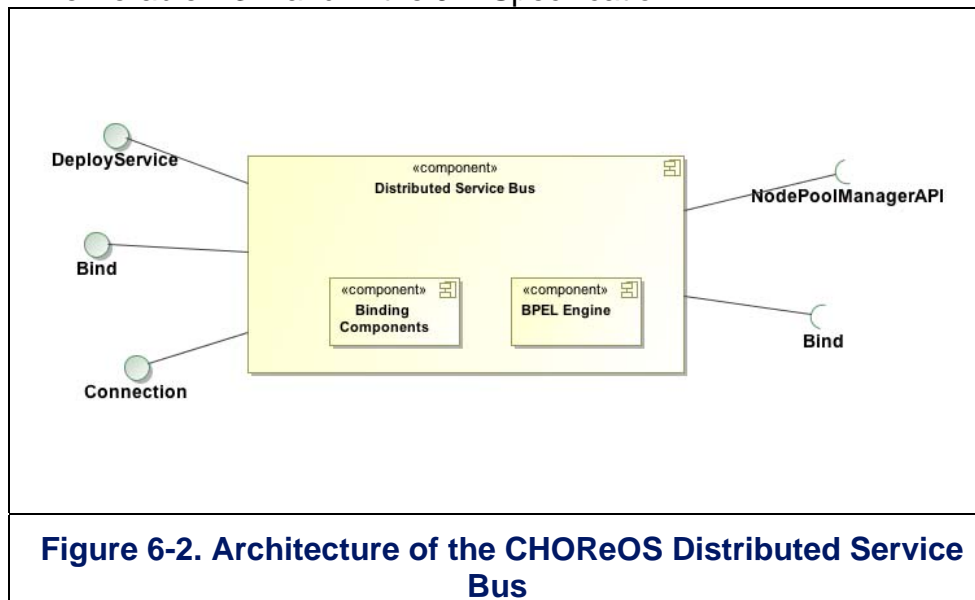 DeployService
Bind
Connection
«component»
Distributed Service Bus
«component»
Binding
Components
«component»
BPEL Engine
NodePoolManagerAPI
Bind
Figure 6-2. Architecture of the CHOReOS Distributed Service
Bus